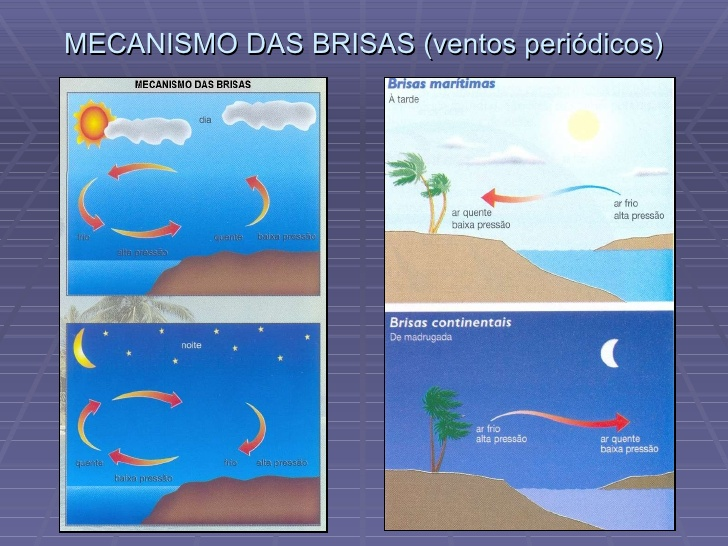 MECANISMO DAS BRISAS (ventos periódicos)
MECANISMO DAS BRISAS
dia
frio
alta pressão
quente
baixa pressão
noite
quente
baixa pressão
frio
alta pressão
Brisas marítimas
À tarde
ar quente
baixa pressão
ar frio
alta pressão
Brisas continentais
De madrugada
ar frio
alta pressão
ar quente
baixa pressão